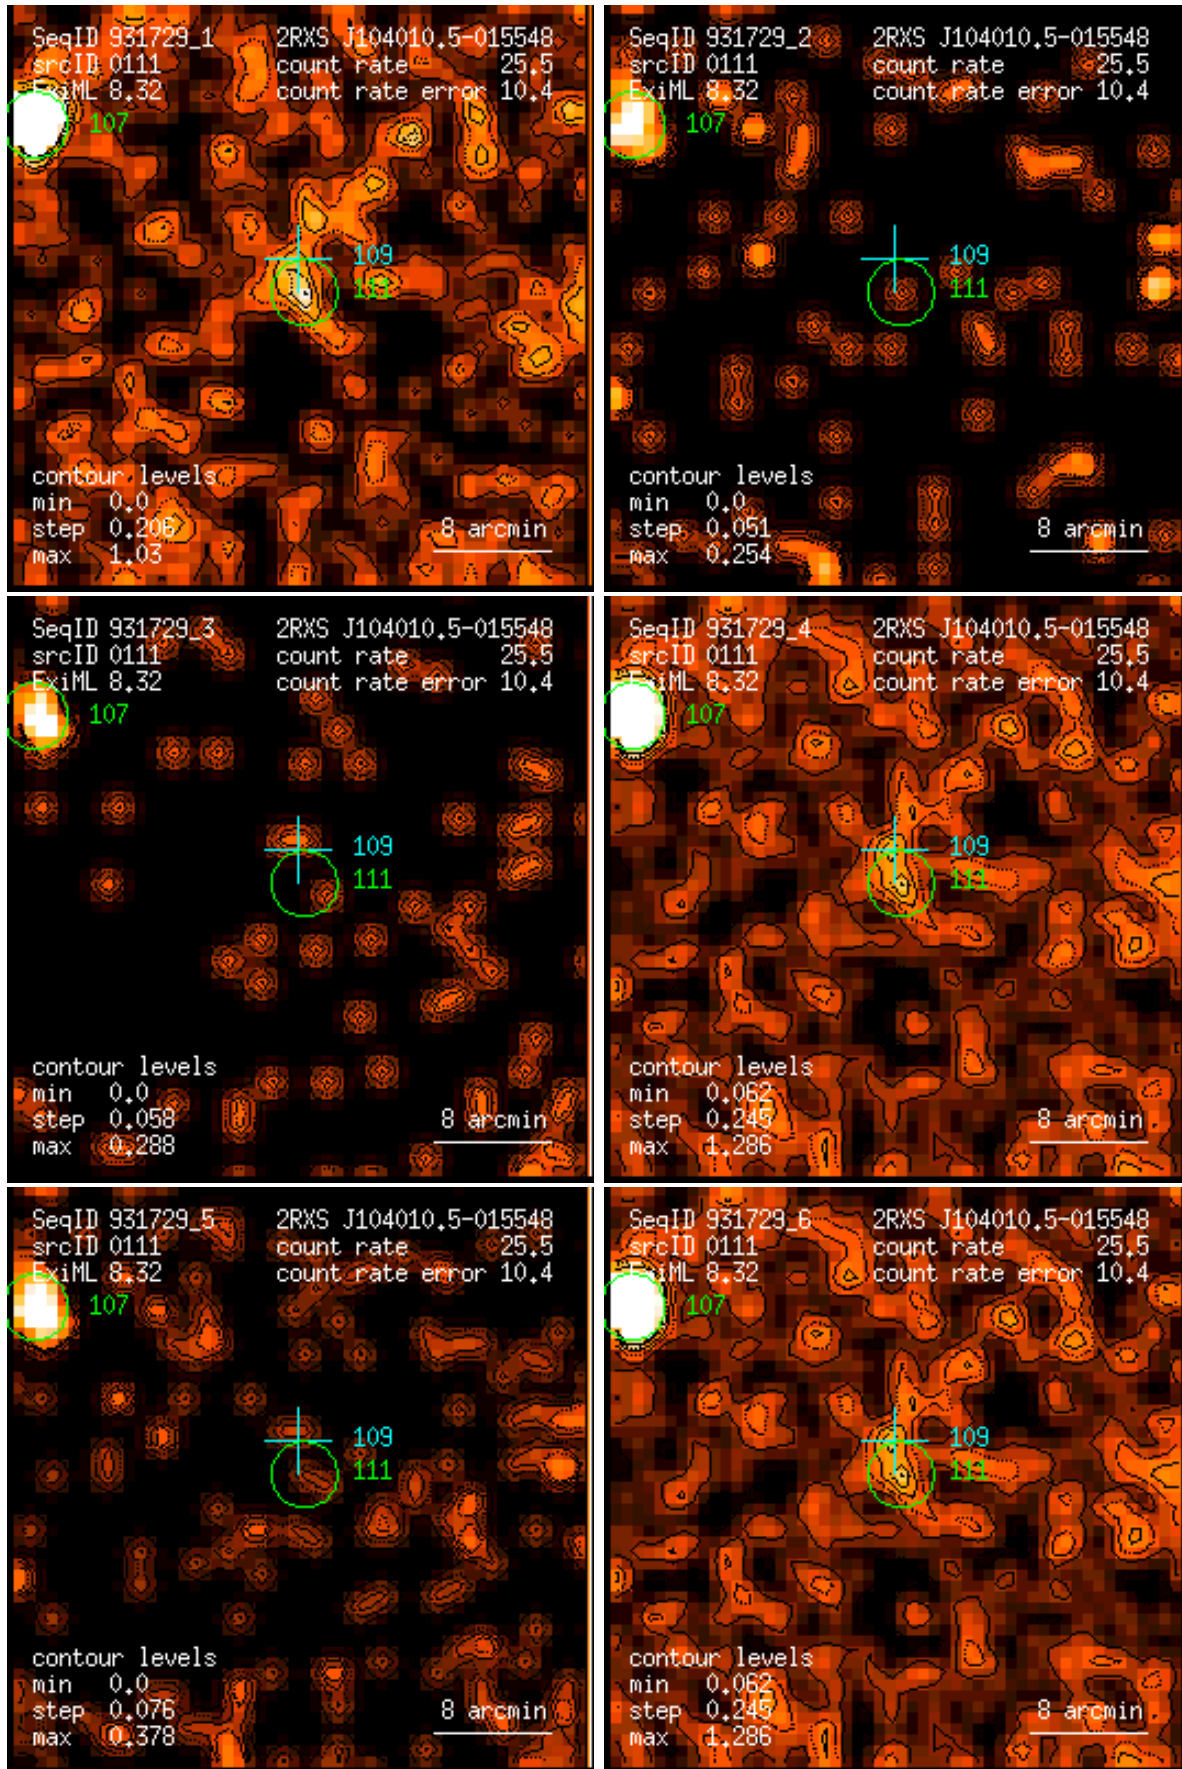 SeqID 931729_1 2RXS J104010.5-015548
srcID 0111 count rate 25.5
ExiML 8.32 count rate error 10.4
107
109
111
contour levels
min 0.0
step 0.206
max 1.03
8 arcmin
SeqID 931729_2 2RXS J104010.5-015548
srcID 0111 count rate 25.5
ExiML 8.32 count rate error 10.4
107
109
111
contour levels
min 0.0
step 0.051
max 0.254
8 arcmin
SeqID 931729_3 2RXS J104010.5-015548
srcID 0111 count rate 25.5
ExiML 8.32 count rate error 10.4
107
109
111
contour levels
min 0.0
step 0.058
max 0.288
8 arcmin
SeqID 931729_4 2RXS J104010.5-015548
srcID 0111 count rate 25.5
ExiML 8.32 count rate error 10.4
107
109
111
contour levels
min 0.062
step 0.245
max 1.286
8 arcmin
SeqID 931729_5 2RXS J104010.5-015548
srcID 0111 count rate 25.5
ExiML 8.32 count rate error 10.4
107
109
111
contour levels
min 0.0
step 0.076
max 0.378
8 arcmin
SeqID 931729_6 2RXS J104010.5-015548
srcID 0111 count rate 25.5
ExiML 8.32 count rate error 10.4
107
109
111
contour levels
min 0.062
step 0.245
max 1.286
8 arcmin